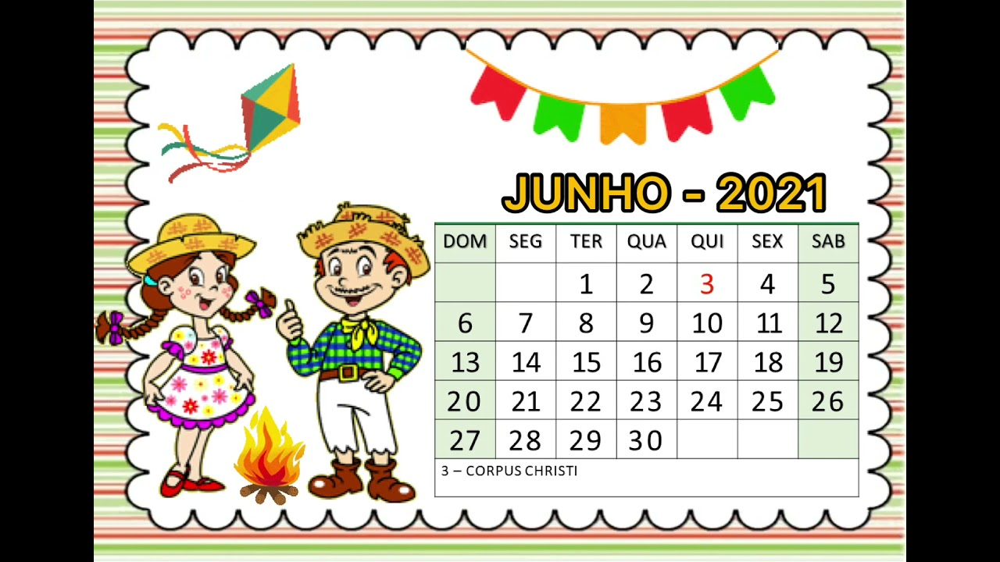 JUNHO - 2021
DOM SEG TER QUA QUI SEX SAB
1 2 3 4 5
6 7 8 9 10 11 12
13 14 15 16 17 18 19
20 21 22 23 24 25 26
27 28 29 30
3 – CORPUS CHRISTI